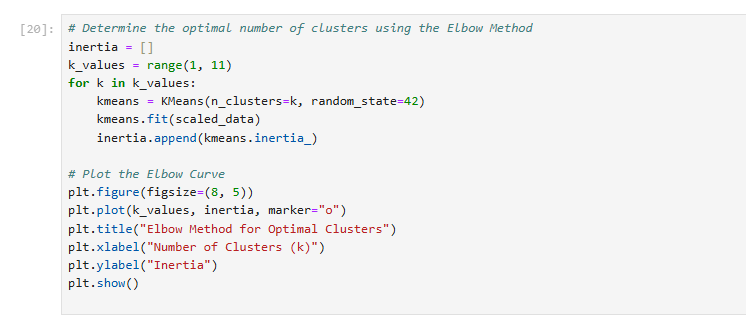 [20]: # Determine the optimal number of clusters using the Elbow Method
inertia = []
k_values = range(1, 11)
for k in k_values:
    kmeans = KMeans(n_clusters=k, random_state=42)
    kmeans.fit(scaled_data)
    inertia.append(kmeans.inertia_)

# Plot the Elbow Curve
plt.figure(figsize=(8, 5))
plt.plot(k_values, inertia, marker="o")
plt.title("Elbow Method for Optimal Clusters")
plt.xlabel("Number of Clusters (k)")
plt.ylabel("Inertia")
plt.show()